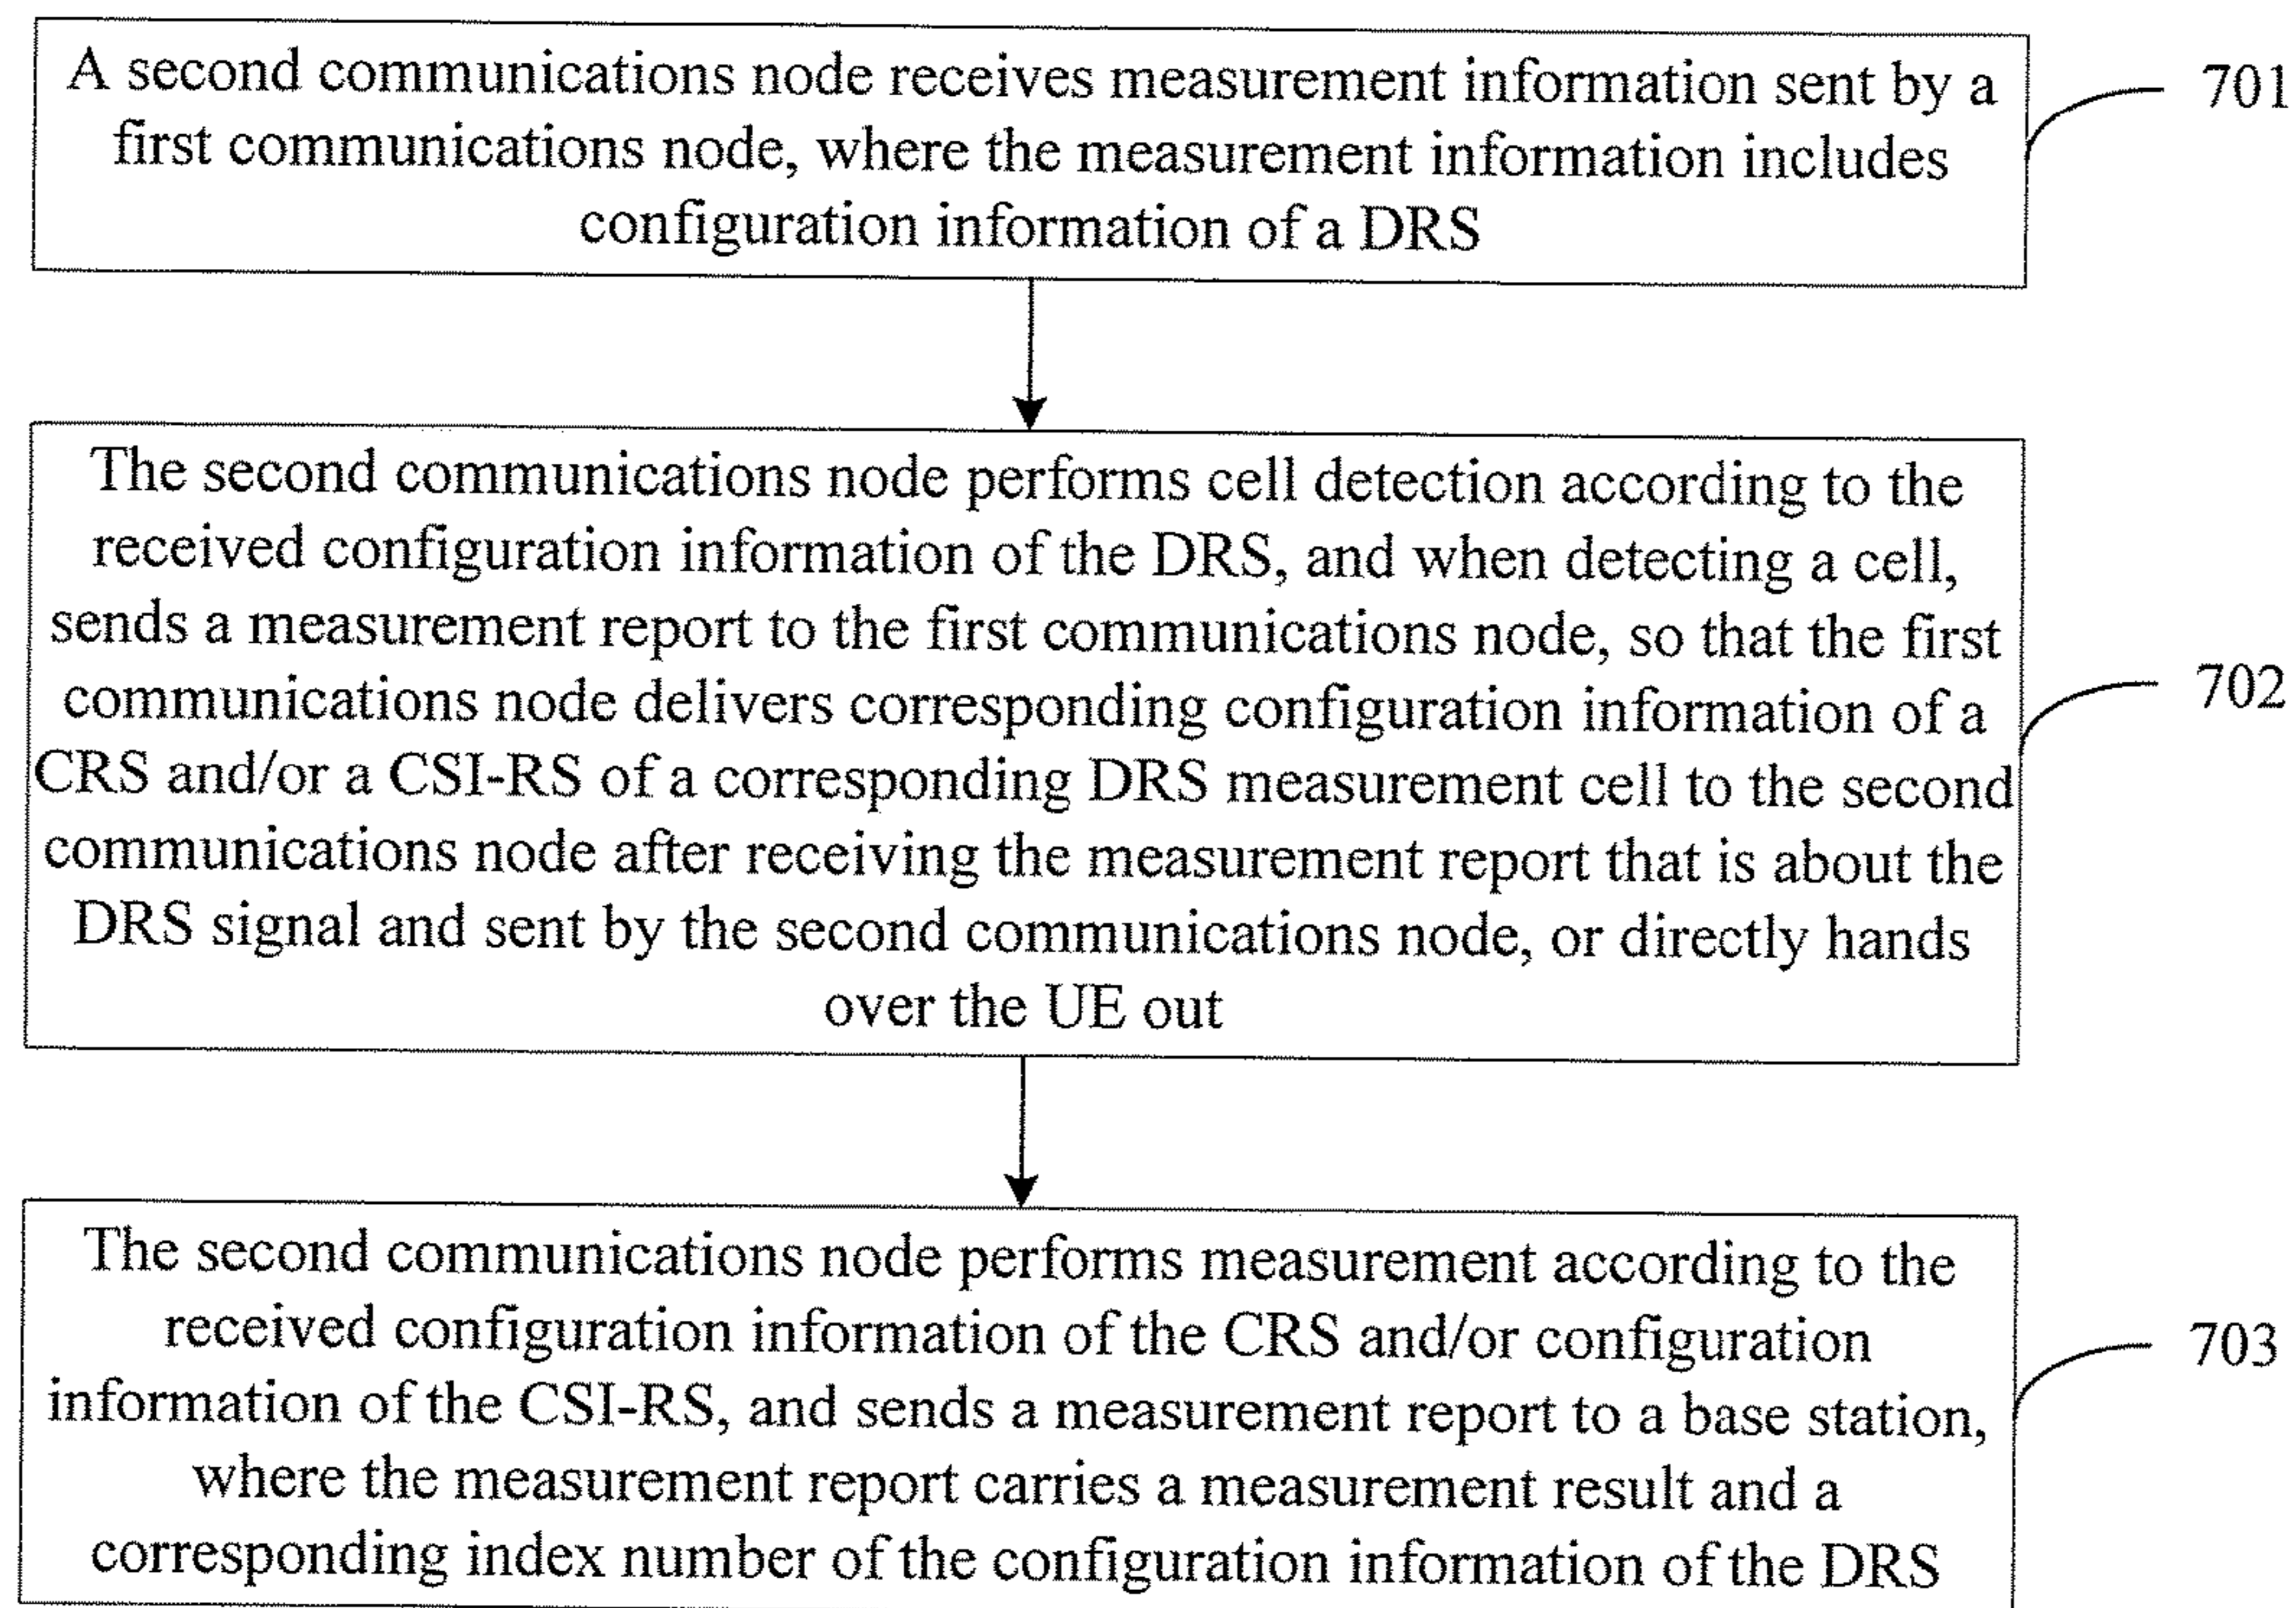 A second communications node receives measurement information sent by a
first communications node, where the measurement information includes
configuration information of a DRS
701
The second communications node performs cell detection according to the
received configuration information of the DRS, and when detecting a cell,
sends a measurement report to the first communications node, so that the first
communications node delivers corresponding configuration information of a
CRS and/or a CSI-RS of a corresponding DRS measurement cell to the second
communications node after receiving the measurement report that is about the
DRS signal and sent by the second communications node, or directly hands
over the UE out
702
The second communications node performs measurement according to the
received configuration information of the CRS and/or configuration
information of the CSI-RS, and sends a measurement report to a base station,
where the measurement report carries a measurement result and a
corresponding index number of the configuration information of the DRS
703